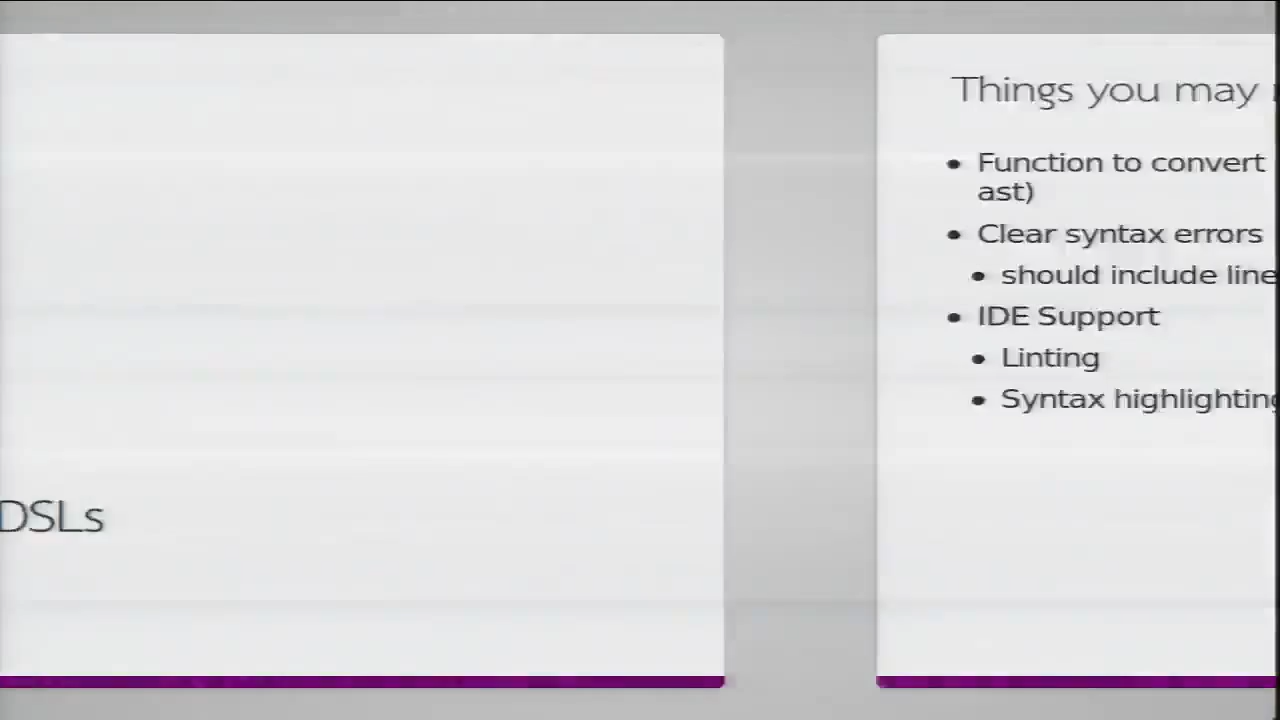 DSLs
Things you may
Function to convert
ast)
Clear syntax errors
should include line
IDE Support
Linting
Syntax highlighting